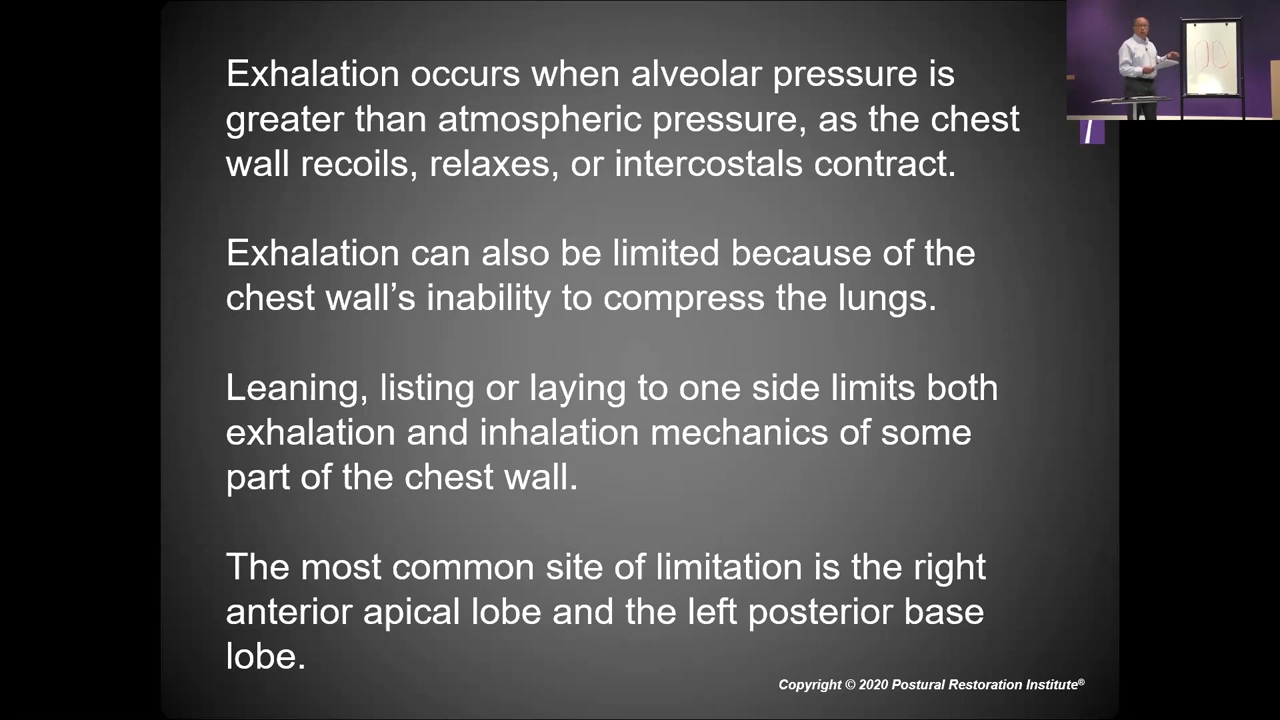 Exhalation occurs when alveolar pressure is
greater than atmospheric pressure, as the chest
wall recoils, relaxes, or intercostals contract.
Exhalation can also be limited because of the
chest wall’s inability to compress the lungs.
Leaning, listing or laying to one side limits both
exhalation and inhalation mechanics of some
part of the chest wall.
The most common site of limitation is the right
anterior apical lobe and the left posterior base
lobe.
Copyright © 2020 Postural Restoration Institute®